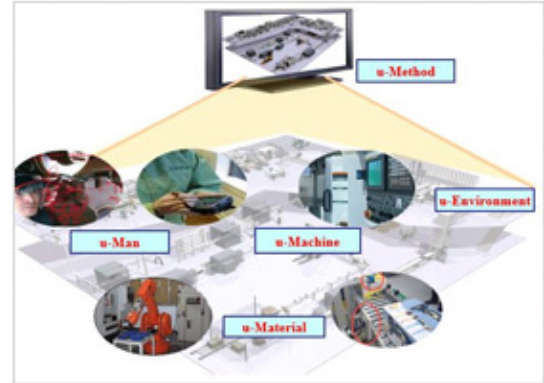 u-Method
u-Environment
u-Man
u-Machine
u-Material